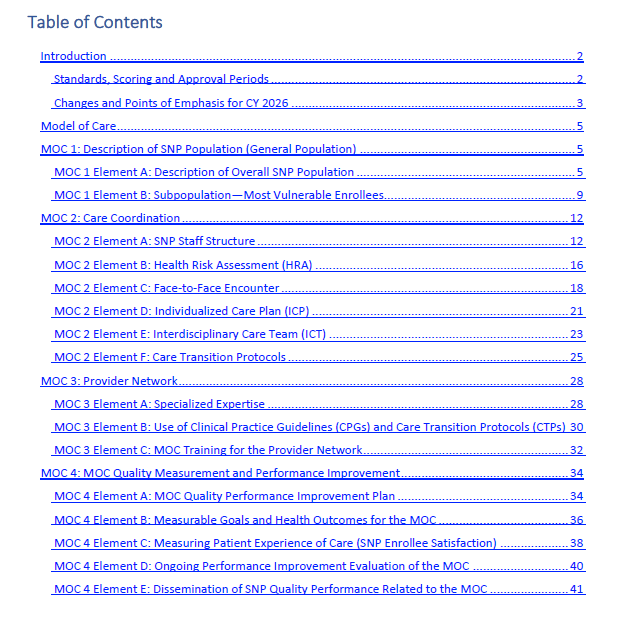 Table of Contents
Introduction ........ 2
Standards, Scoring and Approval Periods ........ 2
Changes and Points of Emphasis for CY 2026 ........ 3
Model of Care ........ 5
MOC 1: Description of SNP Population (General Population) ........ 5
MOC 1 Element A: Description of Overall SNP Population ........ 5
MOC 1 Element B: Subpopulation—Most Vulnerable Enrollees ........ 9
MOC 2: Care Coordination ........ 12
MOC 2 Element A: SNP Staff Structure ........ 12
MOC 2 Element B: Health Risk Assessment (HRA) ........ 16
MOC 2 Element C: Face-to-Face Encounter ........ 18
MOC 2 Element D: Individualized Care Plan (ICP) ........ 21
MOC 2 Element E: Interdisciplinary Care Team (ICT) ........ 23
MOC 2 Element F: Care Transition Protocols ........ 25
MOC 3: Provider Network ........ 28
MOC 3 Element A: Specialized Expertise ........ 28
MOC 3 Element B: Use of Clinical Practice Guidelines (CPGs) and Care Transition Protocols (CTPs) 30
MOC 3 Element C: MOC Training for the Provider Network ........ 32
MOC 4: MOC Quality Measurement and Performance Improvement ........ 34
MOC 4 Element A: MOC Quality Performance Improvement Plan ........ 34
MOC 4 Element B: Measurable Goals and Health Outcomes for the MOC ........ 36
MOC 4 Element C: Measuring Patient Experience of Care (SNP Enrollee Satisfaction) ........ 38
MOC 4 Element D: Ongoing Performance Improvement Evaluation of the MOC ........ 40
MOC 4 Element E: Dissemination of SNP Quality Performance Related to the MOC ........ 41